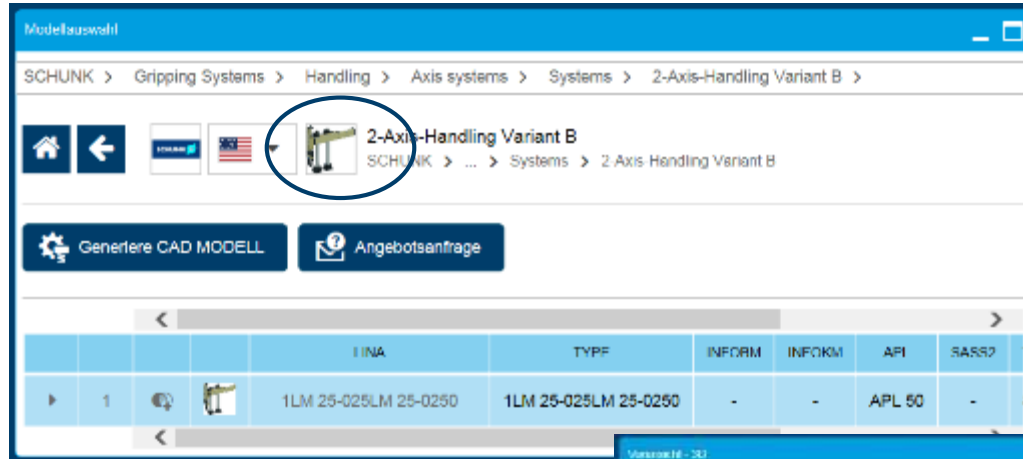 Modellauswahl
SCHUNK > Gripping Systems > Handling > Axis systems > Systems > 2-Axis-Handling Variant B >
2-Axis-Handling Variant B
SCHUNK > ... > Systems > 2-Axis-Handling Variant B
SCHUNK
Generiere CAD MODELL
Angebotsanfrage
LINA TYPE INFORM INFOKM APL SASS2
1 1LM 25-025LM 25-0250 1LM 25-025LM 25-0250 - - APL 50 -